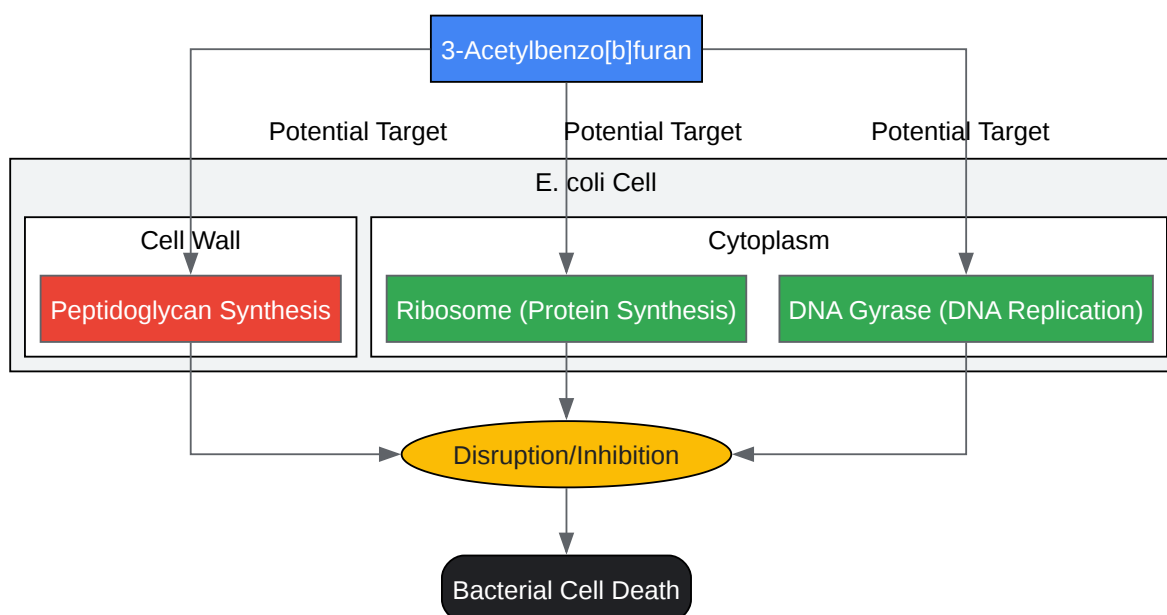 3-Acetylbenzo[b]furan
Potential Target
Potential Target
Potential Target
E. coli Cell
Cell Wall
Cytoplasm
Peptidoglycan Synthesis
Ribosome (Protein Synthesis)
DNA Gyrase (DNA Replication)
Disruption/Inhibition
Bacterial Cell Death